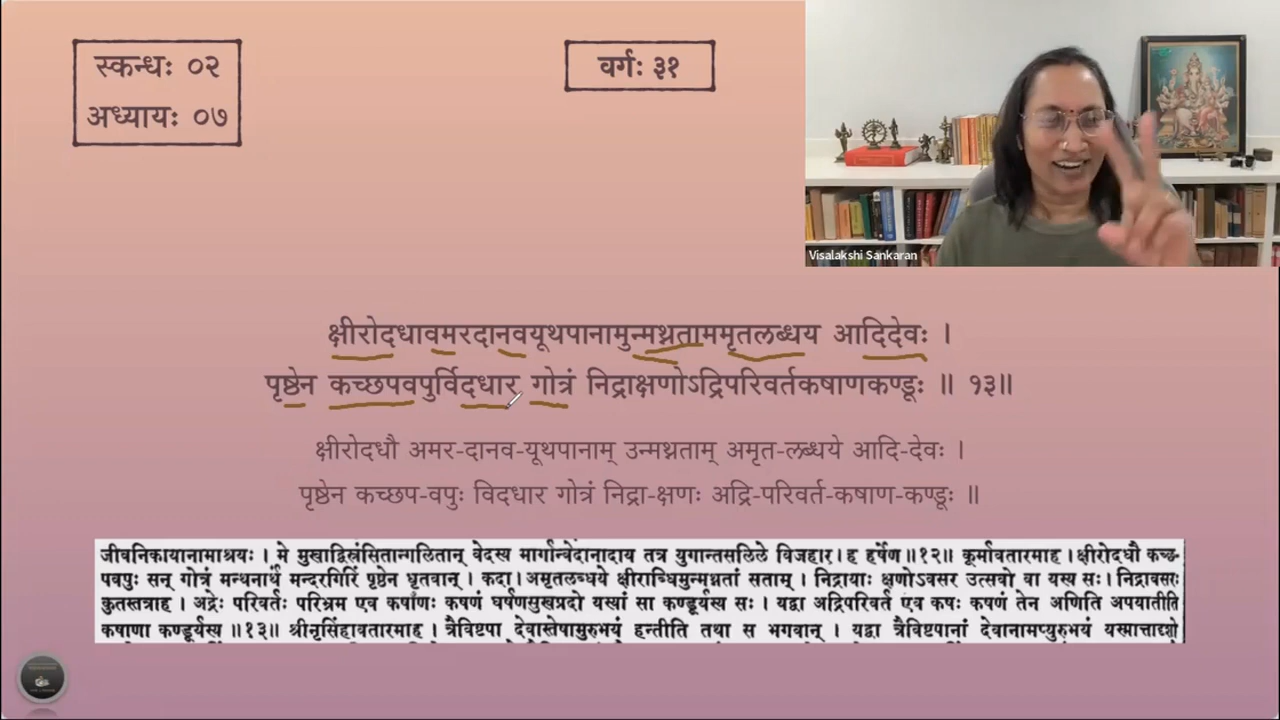 स्कन्धः ०२
अध्यायः ०७
वर्गः ३१
Visalakshi Sankaran
क्षीरोदधावमरदानवयूथपानामुन्मथ्नताममृतलब्धय आदिदेवः ।
पृष्ठेन कच्छपवपुर्विदधार गोत्रं निद्राक्षणोऽद्रिपरिवर्तकषाणकण्डूः ॥ १३॥
क्षीरोदधौ अमर-दानव-यूथपानाम् उन्मथ्नताम् अमृत-लब्धये आदि-देवः ।
पृष्ठेन कच्छप-वपुः विदधार गोत्रं निद्रा-क्षणः अद्रि-परिवर्त-कषाण-कण्डूः ॥
जीवनिकायानामाश्रयः । मे मुखाद्विस्रंसितान्गलितान् वेदस्य मार्गान्वेदानादाय तत्र युगान्तसलिले विजहार। ह हर्षेण॥१२॥ कूर्मावतारमाह । क्षीरोदधौ कच्छ-
पवपुः सन् गोत्रं मन्थनार्थं मन्दरगिरिं पृष्ठेन धृतवान् । कदा। अमृतलब्धये क्षीराब्धिमुन्मथ्नतां सताम् । निद्रायाः क्षणोऽवसर उत्सवो वा यस्य सः। निद्रावसरः
कुतस्तत्राह । अद्रेः परिवर्तः परिभ्रम एव कषाणः कषणं घर्षणसुखप्रदो यस्यां सा कण्डूर्यस्य सः । यद्वा अद्रिपरिवर्त एव कषः कषणं तेन अणिति अपयातीति
कषाणा कण्डूर्यस्य ॥१३॥ श्रीनृसिंहावतारमाह । त्रैविष्टपा देवास्तेषामुरुभयं हन्तीति तथा स भगवान् । यद्वा त्रैविष्टपानां देवानामप्युरुभयं यस्मात्तादृशो